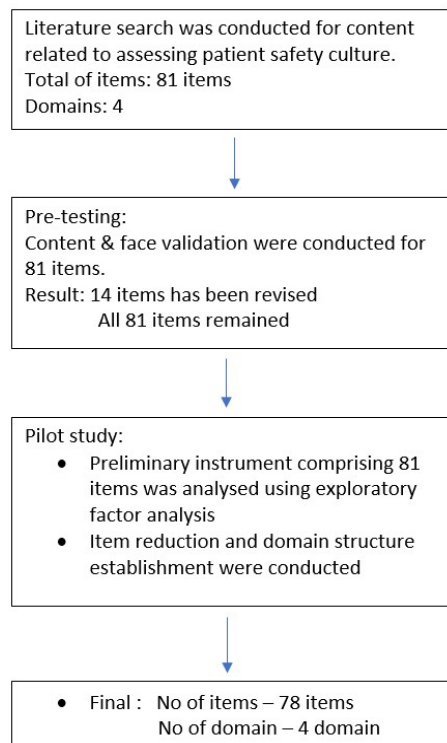 Literature search was conducted for content
related to assessing patient safety culture.
Total of items: 81 items
Domains: 4
Pre-testing:
Content & face validation were conducted for
81 items.
Result: 14 items has been revised
All 81 items remained
Pilot study:
• Preliminary instrument comprising 81
items was analysed using exploratory
factor analysis
• Item reduction and domain structure
establishment were conducted
• Final : No of items – 78 items
No of domain – 4 domain